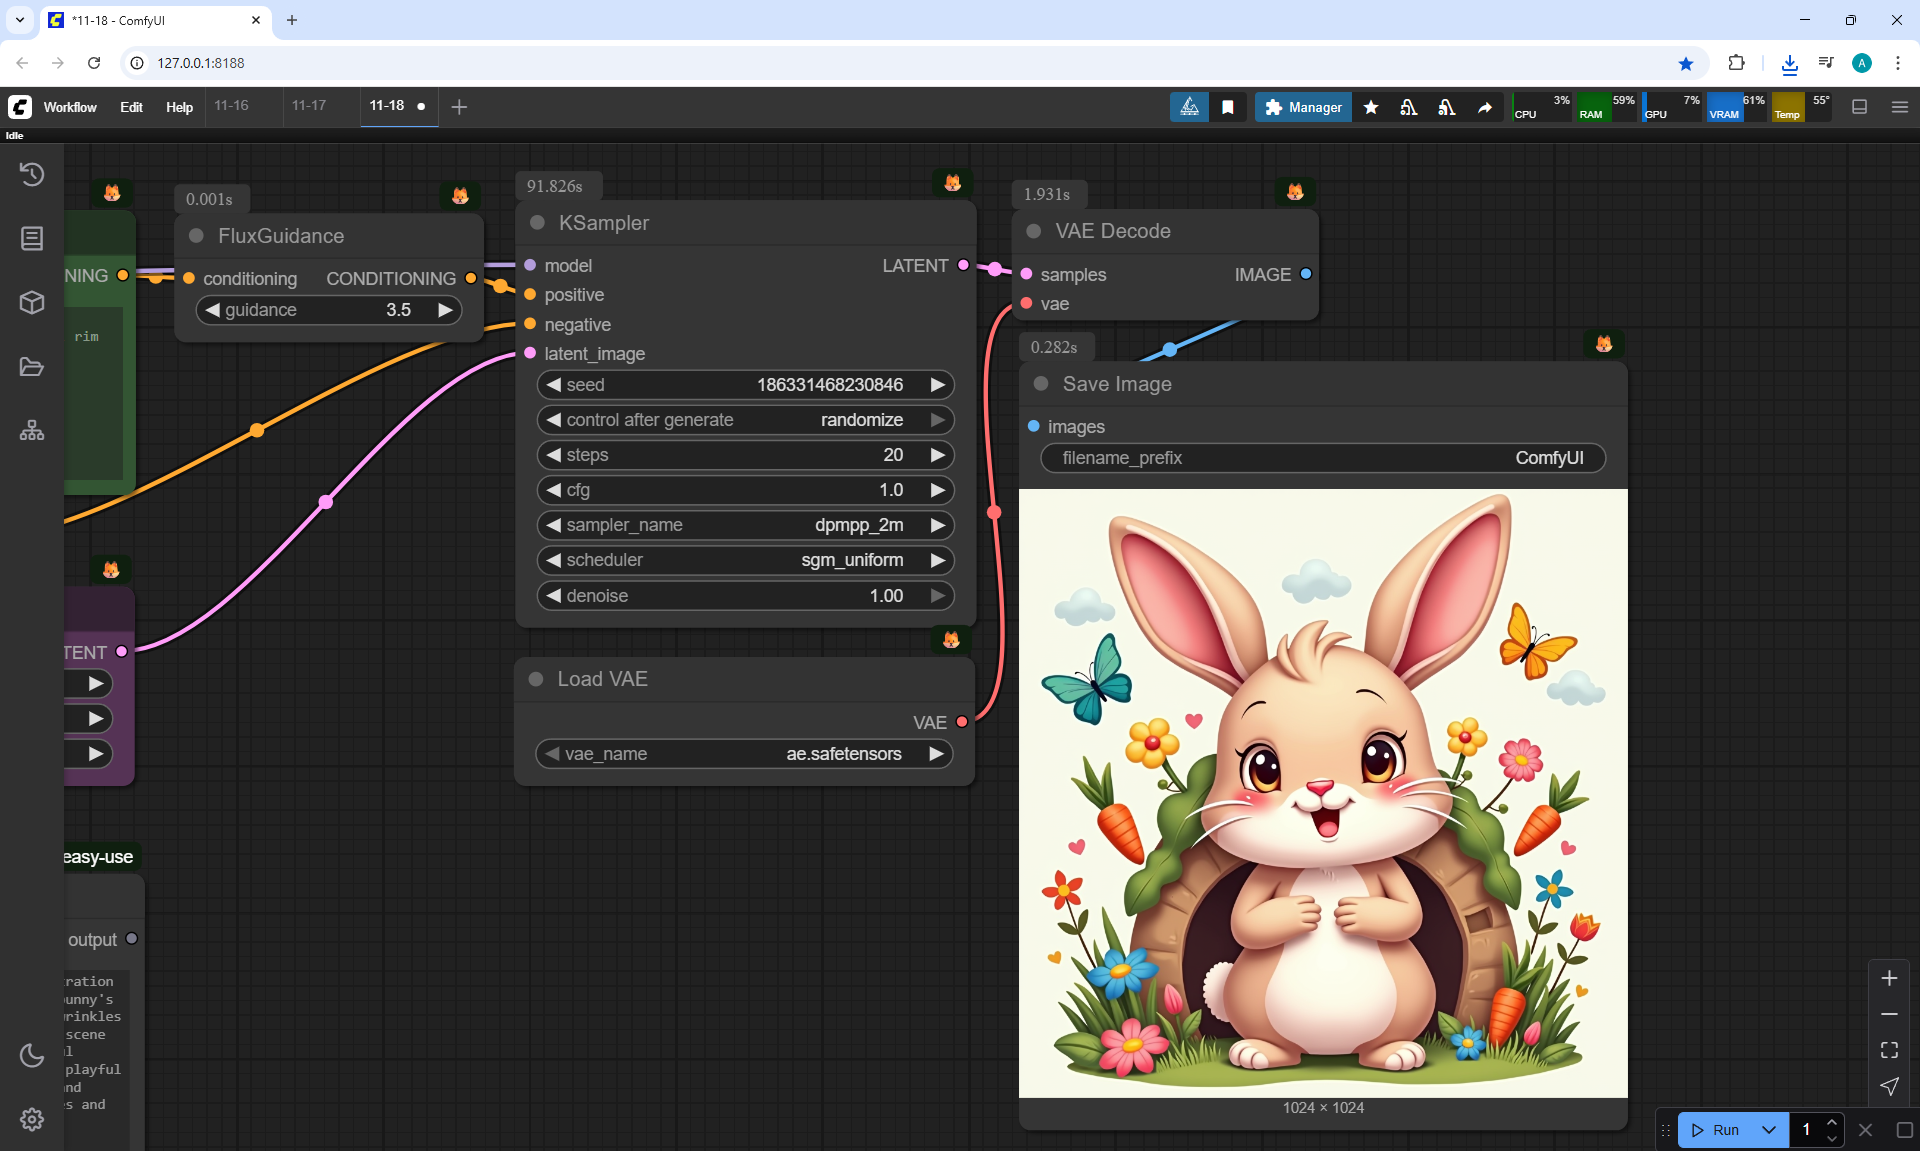 *11-18 - ComfyUI
127.0.0.1:8188
A
Workflow Edit Help 11-16 11-17 11-18
Manager
CPU 3% RAM 59% GPU 7% VRAM 61% Temp 55°
Idle
NING
rim
TENT
easy-use
output
ration
unny's
rinkles
scene
l
playful
nd
s and
0.001s
FluxGuidance
conditioning CONDITIONING
guidance 3.5
91.826s
KSampler
model LATENT
positive
negative
latent_image
seed 186331468230846
control after generate randomize
steps 20
cfg 1.0
sampler_name dpmpp_2m
scheduler sgm_uniform
denoise 1.00
Load VAE
VAE
vae_name ae.safetensors
1.931s
VAE Decode
samples IMAGE
vae
0.282s
Save Image
images
filename_prefix ComfyUI
1024 × 1024
Run 1